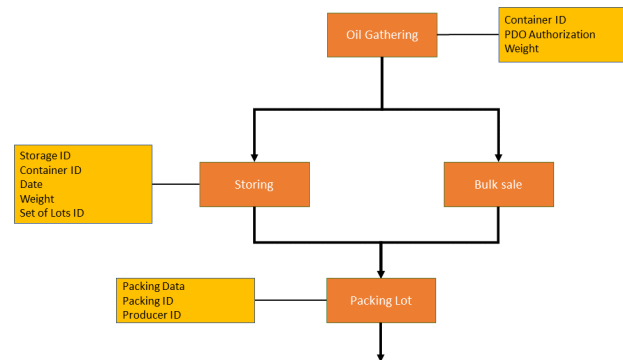 Oil Gathering
Container ID
PDO Authorization
Weight
Storage ID
Container ID
Date
Weight
Set of Lots ID
Storing
Bulk sale
Packing Data
Packing ID
Producer ID
Packing Lot